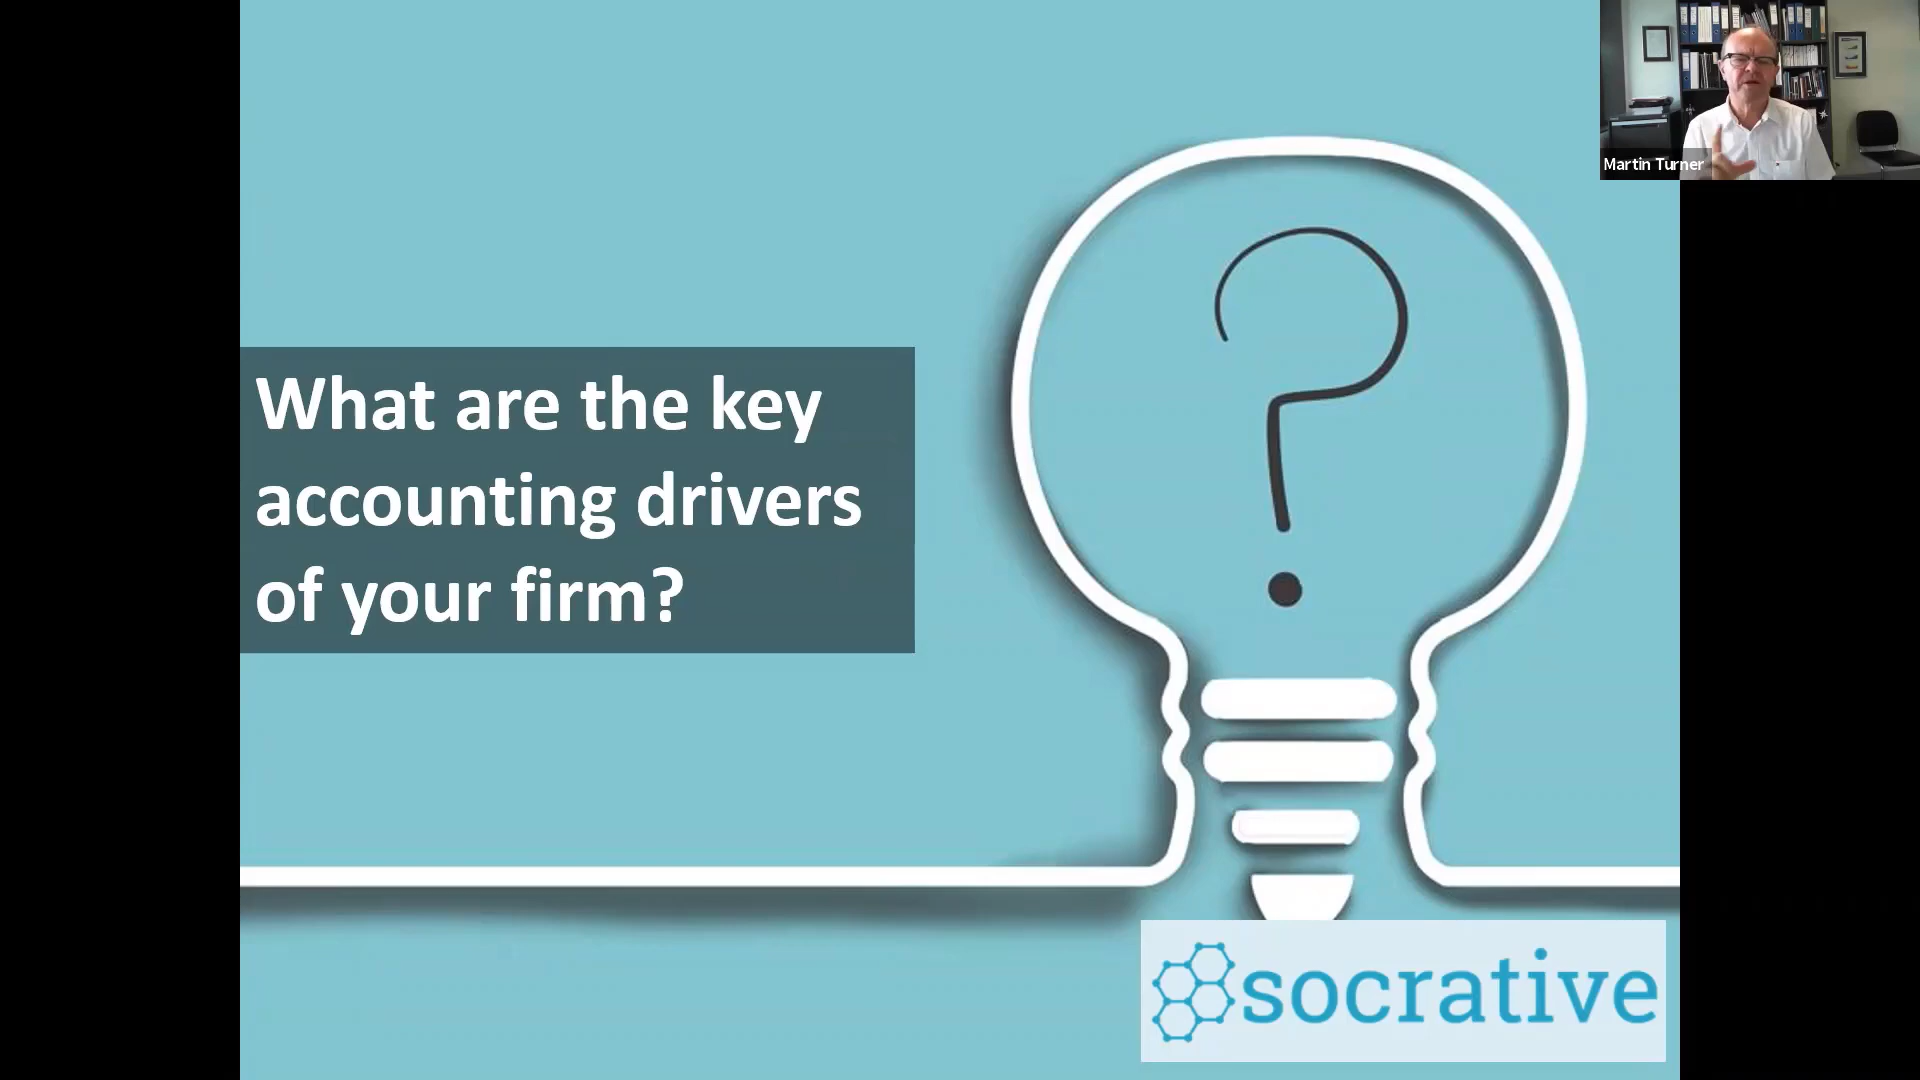 Martin Turner
What are the key
accounting drivers
of your firm?
socrative